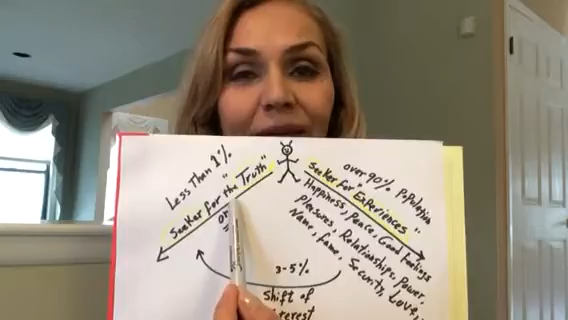 Less Than 1%
Seeker for the "Truth"
over 90% Population
Seeker for "Experiences"
Happiness, Peace, Good Feelings
Pleasures, Relationships, Power,
Name, Fame, Security, Love,..
3-5%
Shift of